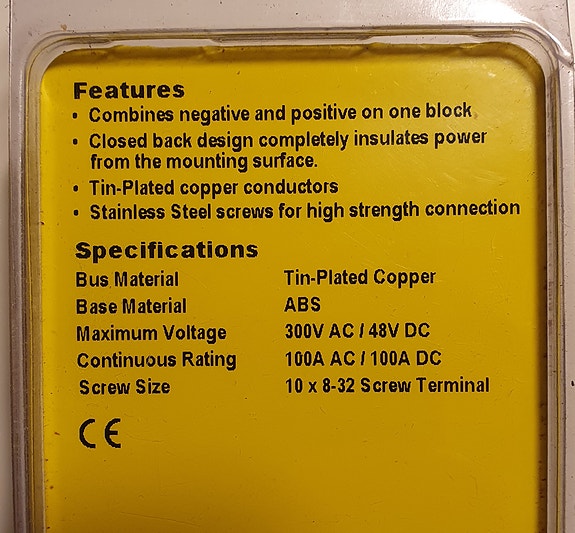 Features
• Combines negative and positive on one block
• Closed back design completely insulates power
from the mounting surface.
• Tin-Plated copper conductors
• Stainless Steel screws for high strength connection
Specifications
Bus Material Tin-Plated Copper
Base Material ABS
Maximum Voltage 300V AC / 48V DC
Continuous Rating 100A AC / 100A DC
Screw Size 10 x 8-32 Screw Terminal
CE